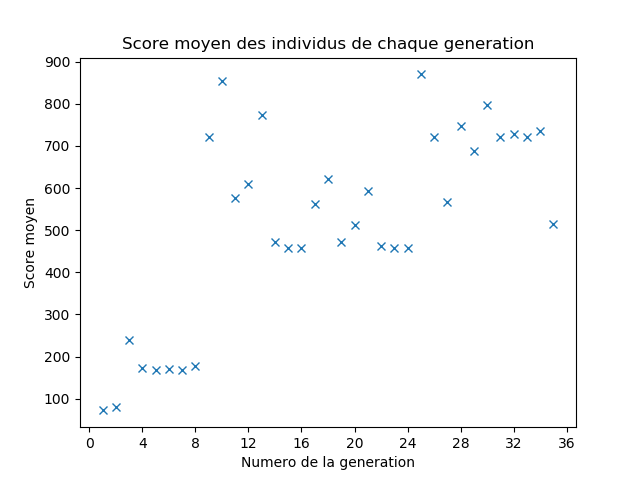 Score moyen des individus de chaque generation
900
800
700
600
500
400
300
200
100
Score moyen
0 4 8 12 16 20 24 28 32 36
Numero de la generation